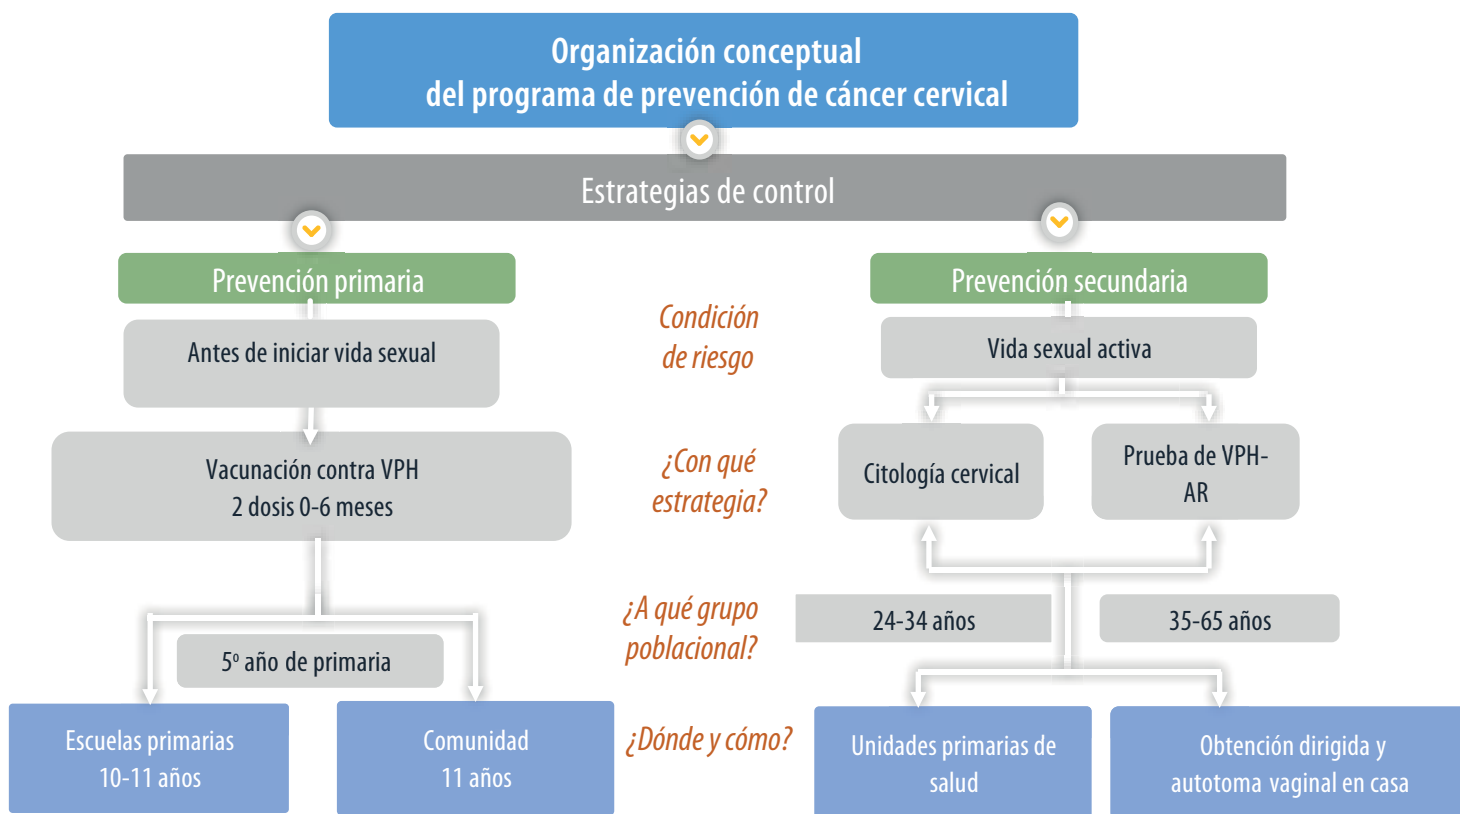 Organización conceptual
del programa de prevención de cáncer cervical
Estrategias de control
Prevención primaria
Antes de iniciar vida sexual
Vacunación contra VPH
2 dosis 0-6 meses
5º año de primaria
Escuelas primarias
10-11 años
Comunidad
11 años
Condición
de riesgo
¿Con qué
estrategia?
¿A qué grupo
poblacional?
¿Dónde y cómo?
Prevención secundaria
Vida sexual activa
Citología cervical
Prueba de VPH-
AR
24-34 años
35-65 años
Unidades primarias de
salud
Obtención dirigida y
autotoma vaginal en casa